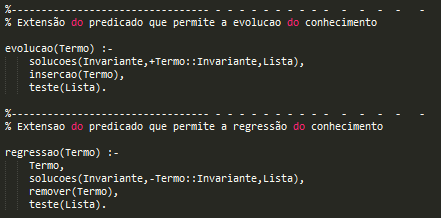 %--------------------------------- - - - - - - - - - -  -  -  -  -   -
% Extensão do predicado que permite a evolucao do conhecimento
evolucao(Termo) :-
solucoes(Invariante,+Termo::Invariante,Lista),
insercao(Termo),
teste(Lista).
%--------------------------------- - - - - - - - - - -  -  -  -  -   -
% Extensao do predicado que permite a regressão do conhecimento
regressao(Termo) :-
Termo,
solucoes(Invariante,-Termo::Invariante,Lista),
remover(Termo),
teste(Lista).